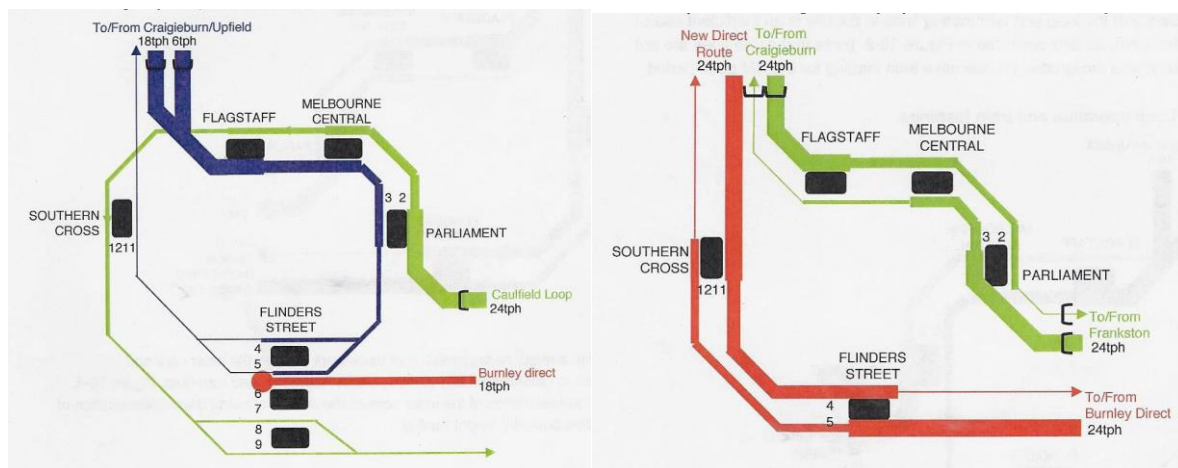 To/From Craigieburn/Upfield
18tph 6tph
FLAGSTAFF
MELBOURNE
CENTRAL
3 2
SOUTHERN
CROSS
1211
PARLIAMENT
Caulfield Loop
24tph
FLINDERS
STREET
4
5
Burnley direct
18tph
6
7
8
9
New Direct
Route
24tph
To/From
Craigieburn
24tph
FLAGSTAFF
MELBOURNE
CENTRAL
3 2
SOUTHERN
CROSS
1211
PARLIAMENT
To/From
Frankston
24tph
FLINDERS
STREET
4
5
To/From
Burnley Direct
24tph